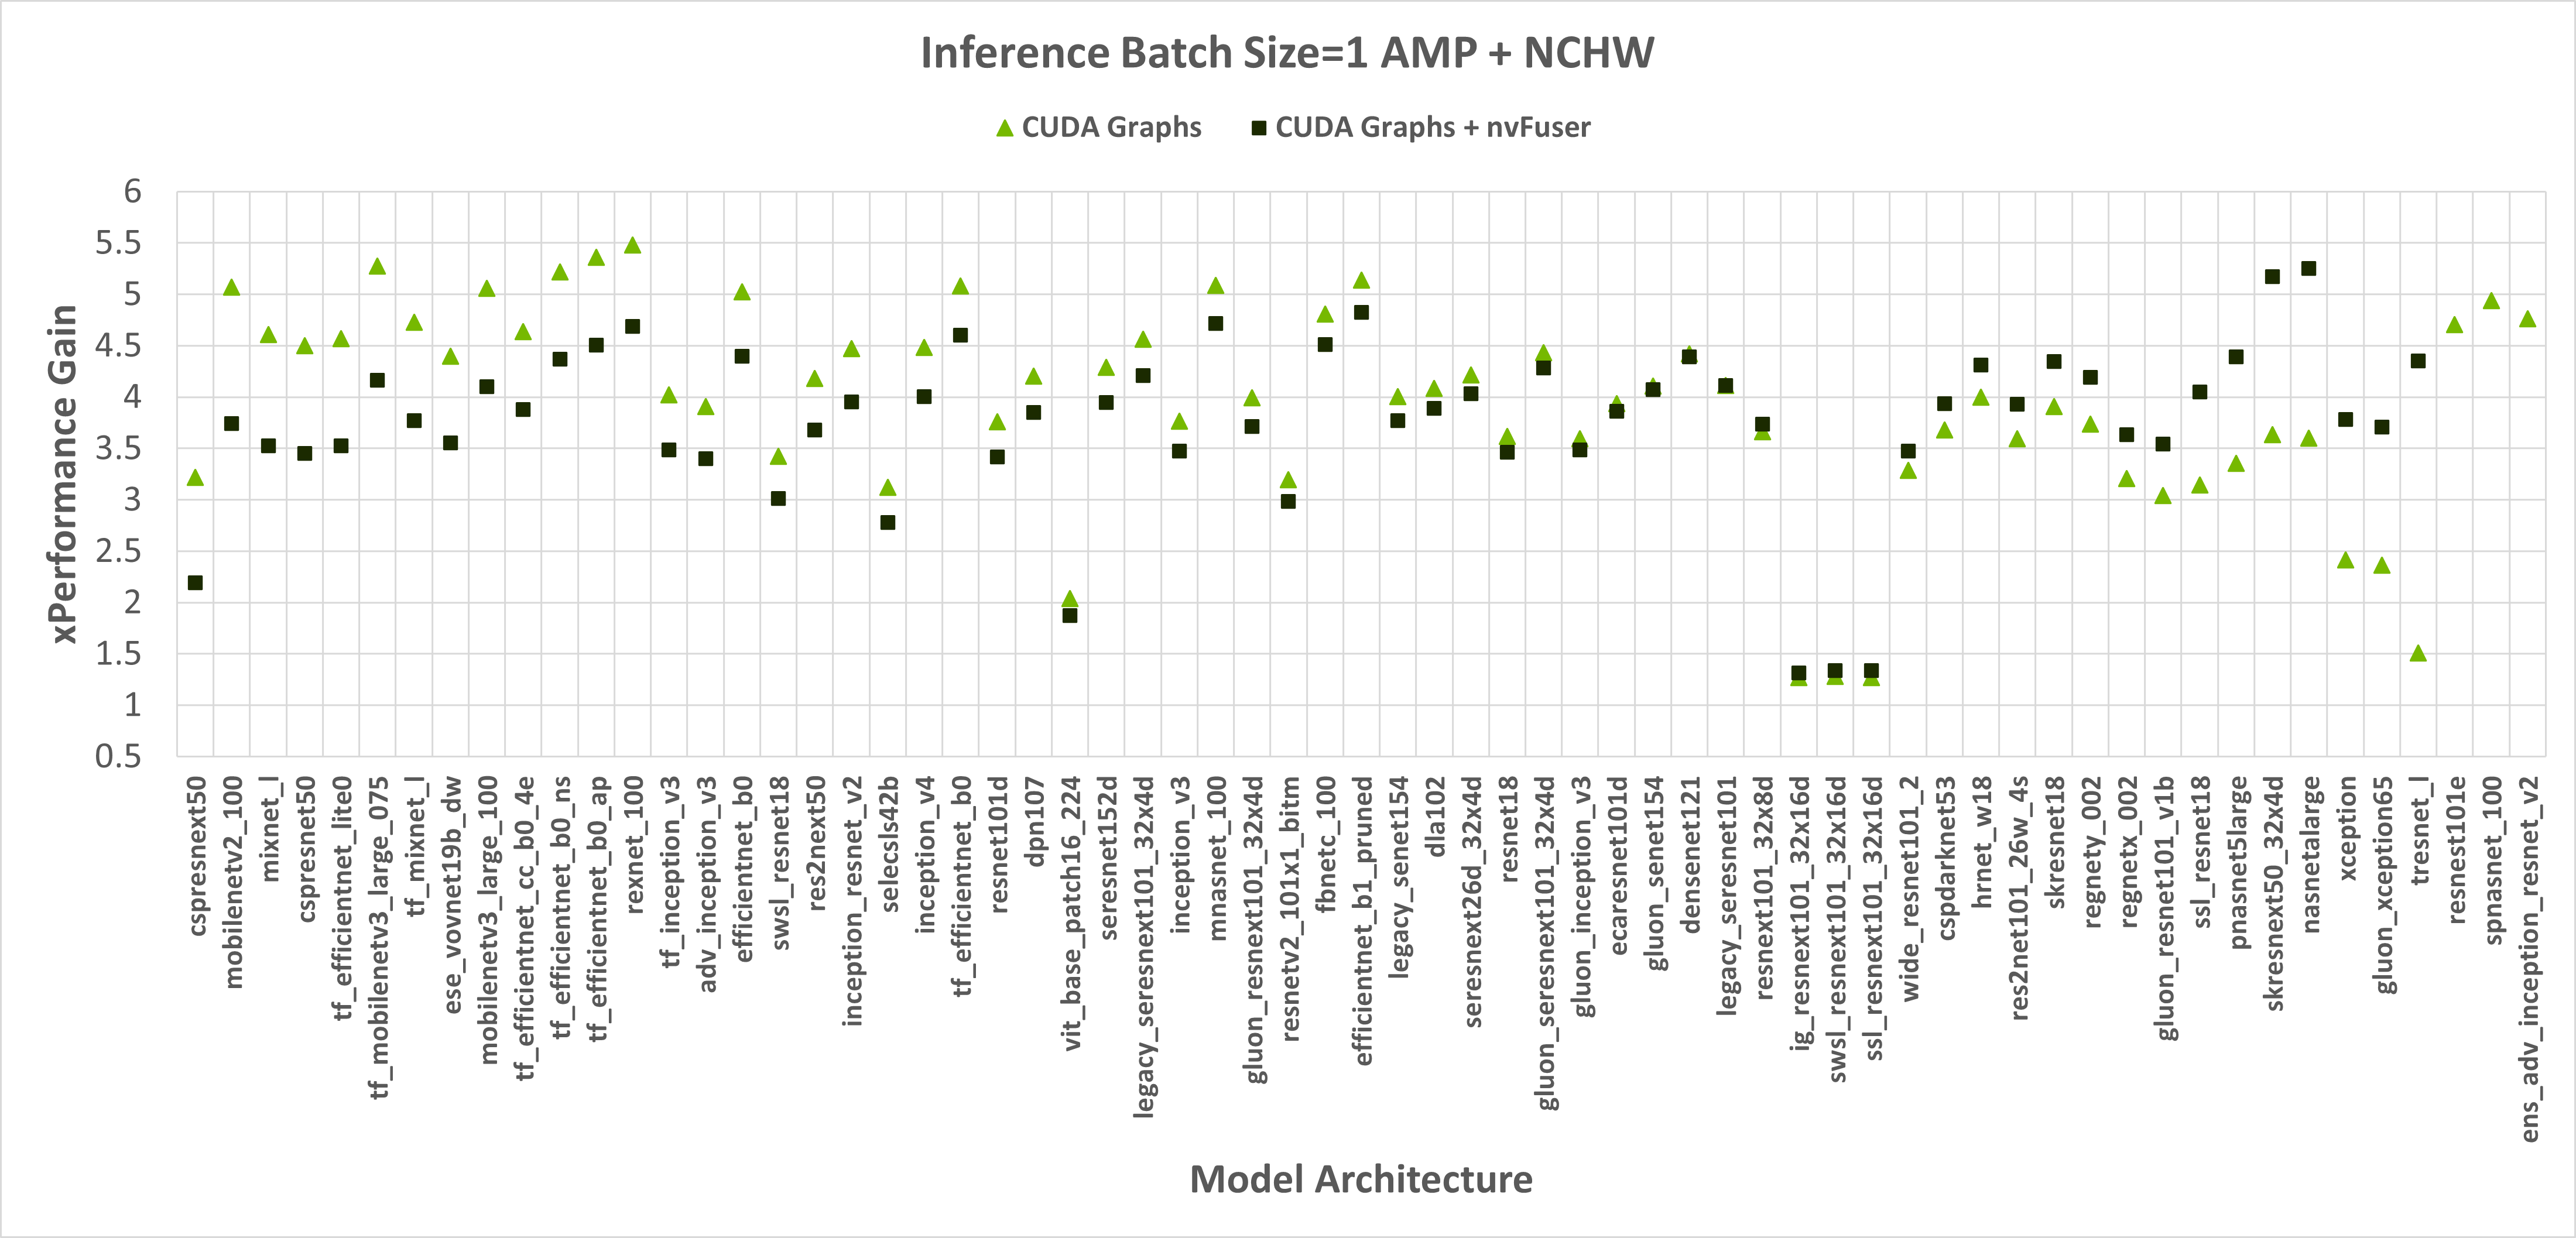 Inference Batch Size=1 AMP + NCHW
CUDA Graphs
CUDA Graphs + nvFuser
xPerformance Gain
6
5.5
5
4.5
4
3.5
3
2.5
2
1.5
1
0.5
cspresnext50
mobilenetv2_100
mixnet_l
cspresnet50
tf_efficientnet_lite0
tf_mobilenetv3_large_075
tf_mixnet_l
ese_vovnet19b_dw
mobilenetv3_large_100
tf_efficientnet_cc_b0_4e
tf_efficientnet_b0_ns
tf_efficientnet_b0_ap
rexnet_100
tf_inception_v3
adv_inception_v3
efficientnet_b0
swsl_resnet18
res2next50
inception_resnet_v2
selecsls42b
inception_v4
tf_efficientnet_b0
resnet101d
dpn107
vit_base_patch16_224
seresnet152d
legacy_seresnext101_32x4d
inception_v3
mnasnet_100
gluon_resnext101_32x4d
resnetv2_101x1_bitm
fbnetc_100
efficientnet_b1_pruned
legacy_senet154
dla102
seresnext26d_32x4d
resnet18
gluon_seresnext101_32x4d
gluon_inception_v3
ecaresnet101d
gluon_senet154
densenet121
legacy_seresnet101
resnext101_32x8d
ig_resnext101_32x16d
swsl_resnext101_32x16d
ssl_resnext101_32x16d
wide_resnet101_2
cspdarknet53
hrnet_w18
res2net101_26w_4s
skresnet18
regnety_002
regnetx_002
gluon_resnet101_v1b
ssl_resnet18
pnasnet5large
skresnext50_32x4d
nasnetalarge
xception
gluon_xception65
tresnet_l
resnest101e
spnasnet_100
ens_adv_inception_resnet_v2
Model Architecture